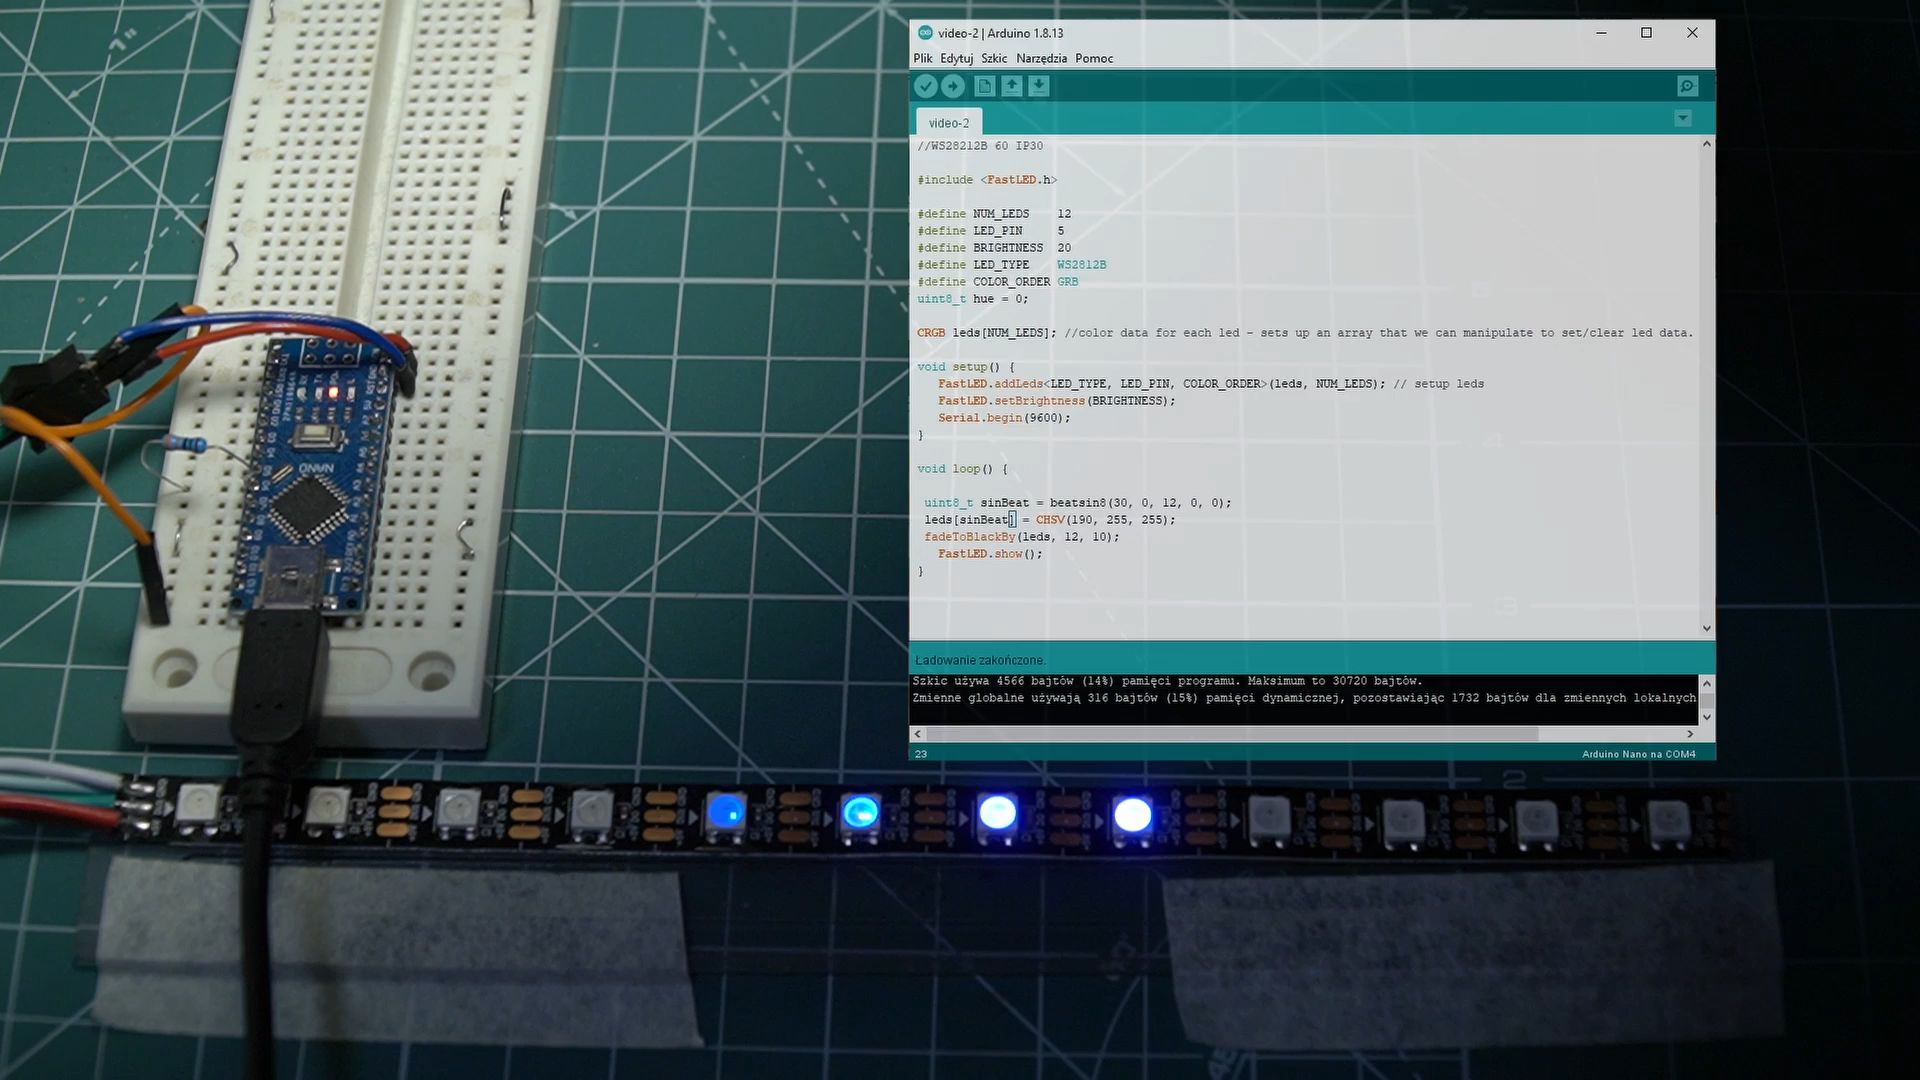 video-2 | Arduino 1.8.13
Plik Edytuj Szkic Narzędzia Pomoc
video-2
//WS28212B 60 IP30
#include <FastLED.h>
#define NUM_LEDS 12
#define LED_PIN 5
#define BRIGHTNESS 20
#define LED_TYPE WS2812B
#define COLOR_ORDER GRB
uint8_t hue = 0;
CRGB leds[NUM_LEDS]; //color data for each led - sets up an array that we can manipulate to set/clear led data.
void setup() {
FastLED.addLeds<LED_TYPE, LED_PIN, COLOR_ORDER>(leds, NUM_LEDS); // setup leds
FastLED.setBrightness(BRIGHTNESS);
Serial.begin(9600);
}
void loop() {
uint8_t sinBeat = beatsin8(30, 0, 12, 0, 0);
leds[sinBeat] = CHSV(190, 255, 255);
fadeToBlackBy(leds, 12, 10);
FastLED.show();
}
Ładowanie zakończone.
Szkic używa 4566 bajtów (14%) pamięci programu. Maksimum to 30720 bajtów.
Zmienne globalne używają 316 bajtów (15%) pamięci dynamicznej, pozostawiając 1732 bajtów dla zmiennych lokalnych
23
Arduino Nano na COM4
NANO
1"
2
3
4